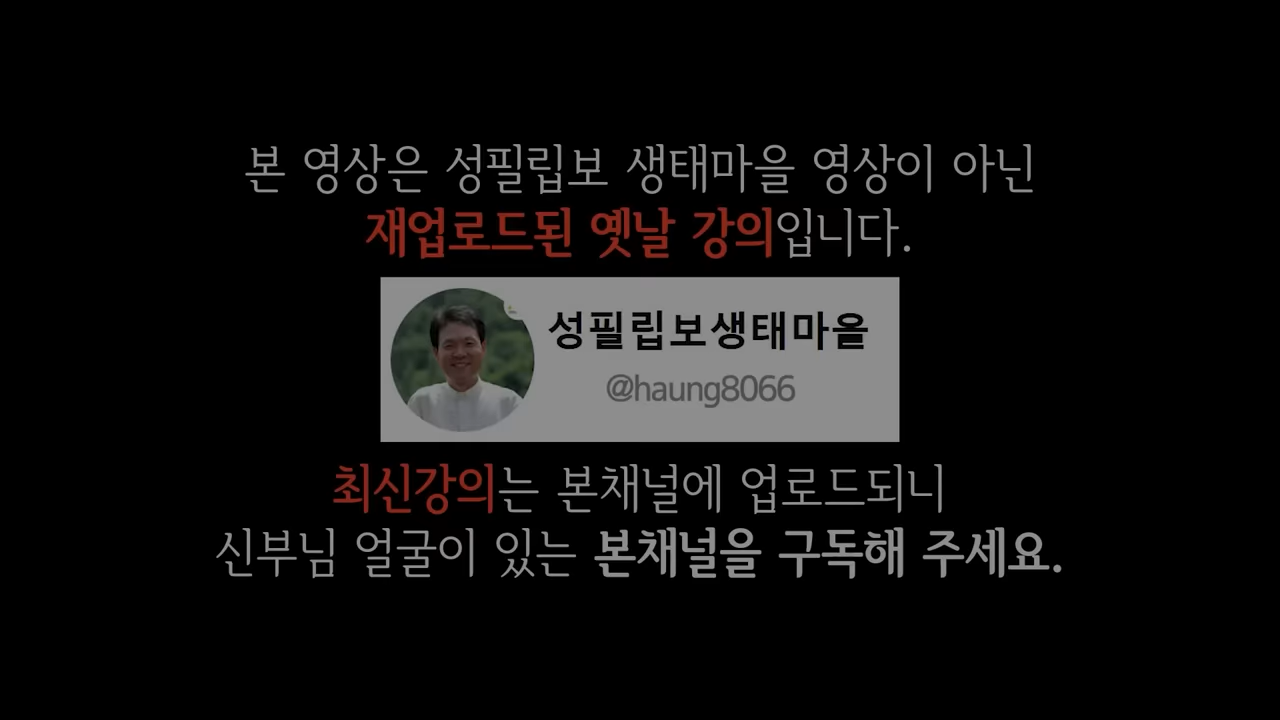 본 영상은 성필립보 생태마을 영상이 아닌
재업로드된 옛날 강의입니다.
성필립보생태마을
@haung8066
최신강의는 본채널에 업로드되니
신부님 얼굴이 있는 본채널을 구독해 주세요.